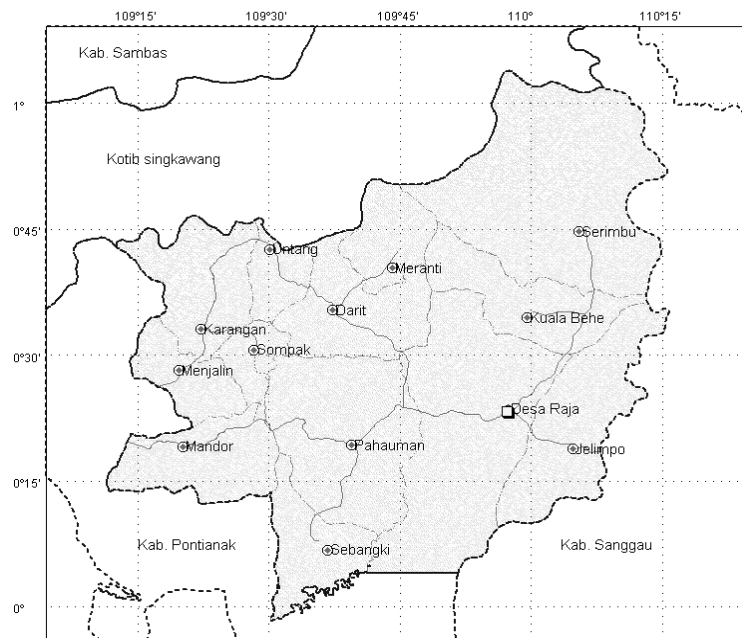 109°15' 109°30' 109°45' 110° 110°15'
Kab. Sambas
1°
Kotib singkawang
0°45'
Serimbu
Untang
Meranti
Darit
Kuala Behe
Karangan
0°30'
Sompak
Menjalin
Desa Raja
Mandor
Pahauman
Jelimpo
0°15'
Kab. Pontianak
Sebangki
Kab. Sanggau
0°